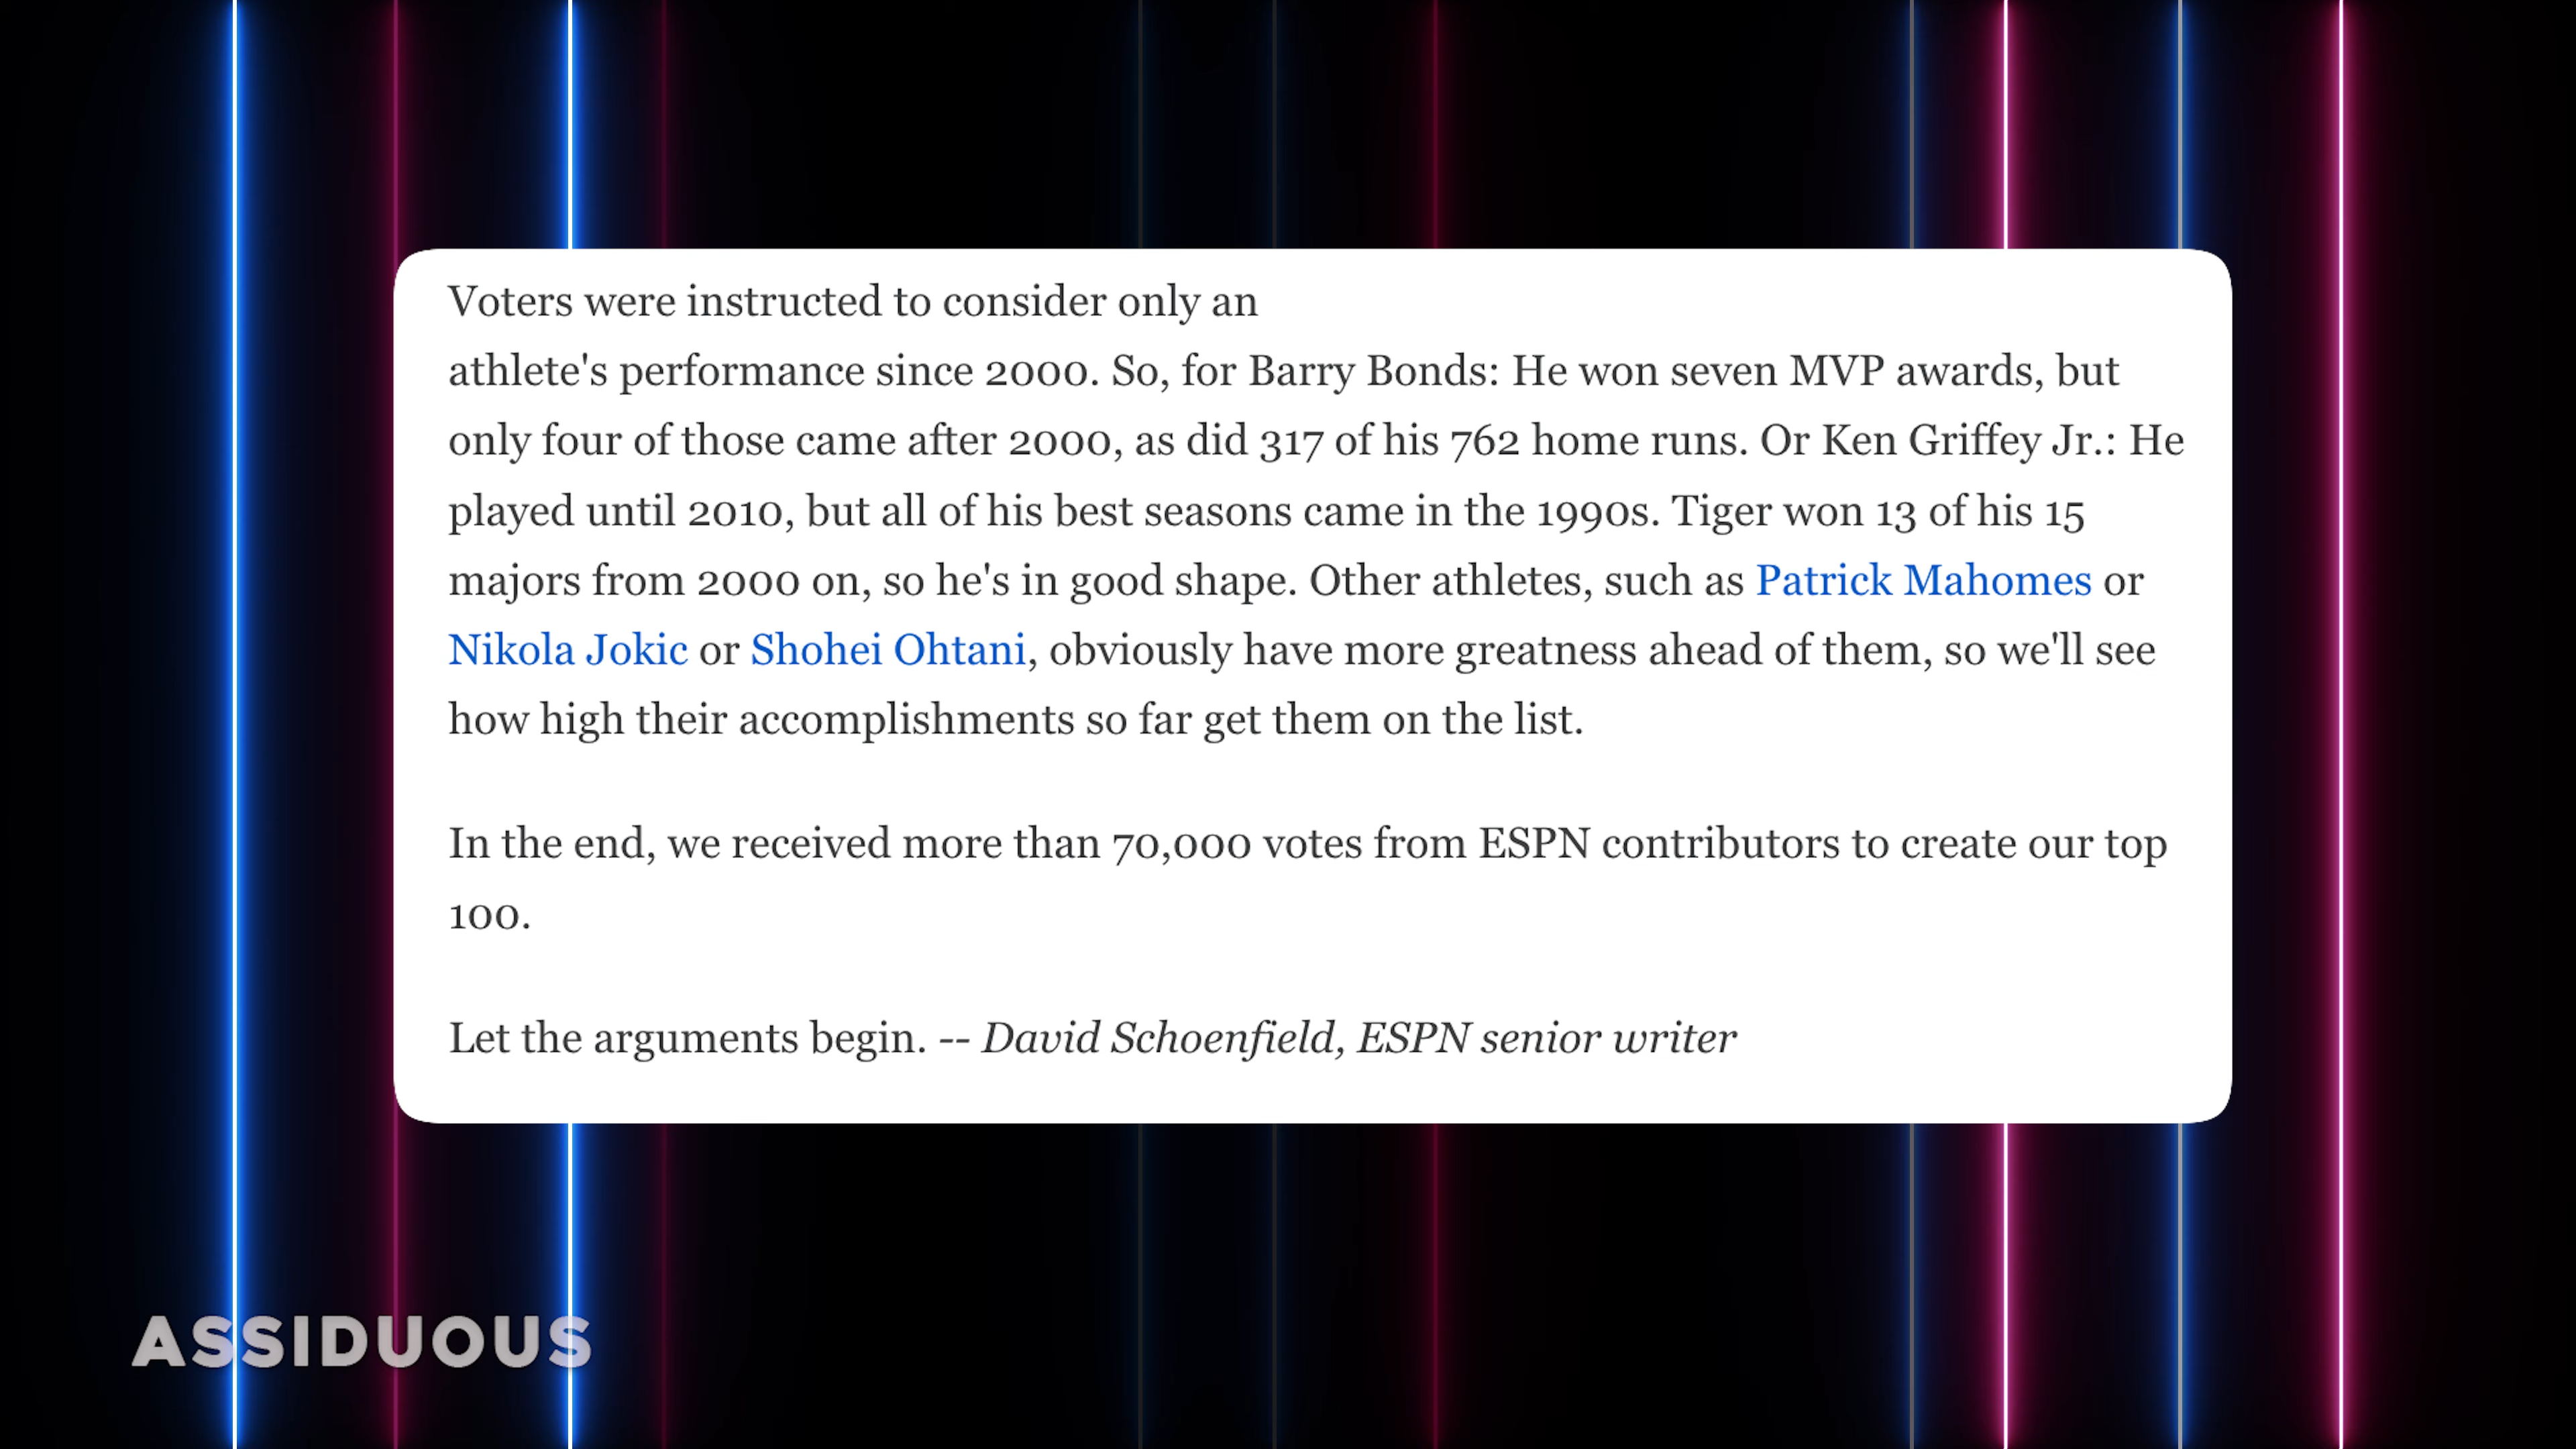 Voters were instructed to consider only an
athlete's performance since 2000. So, for Barry Bonds: He won seven MVP awards, but
only four of those came after 2000, as did 317 of his 762 home runs. Or Ken Griffey Jr.: He
played until 2010, but all of his best seasons came in the 1990s. Tiger won 13 of his 15
majors from 2000 on, so he's in good shape. Other athletes, such as Patrick Mahomes or
Nikola Jokic or Shohei Ohtani, obviously have more greatness ahead of them, so we'll see
how high their accomplishments so far get them on the list.
In the end, we received more than 70,000 votes from ESPN contributors to create our top
100.
Let the arguments begin. -- David Schoenfield, ESPN senior writer
ASSIDUOUS